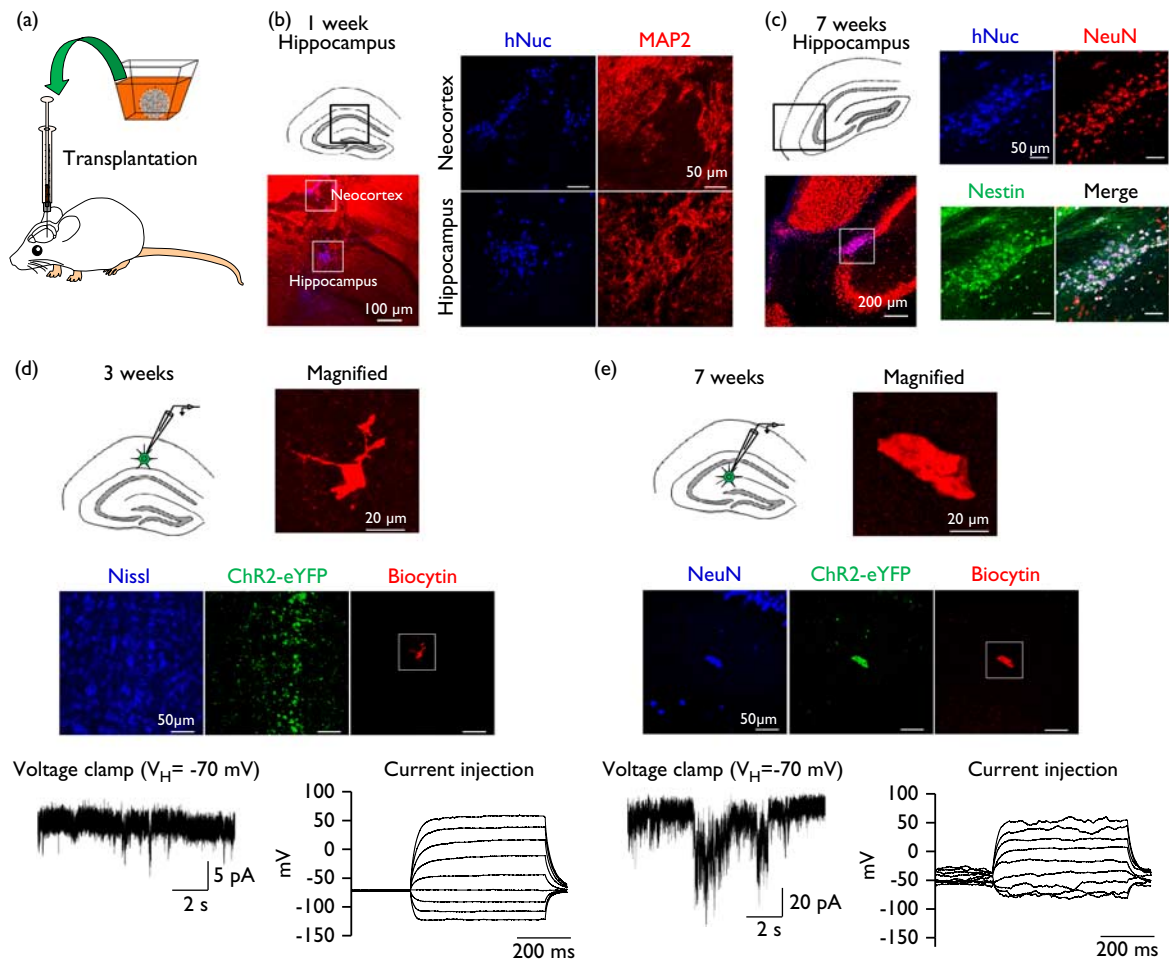 (a)
Transplantation
(b)
1 week
Hippocampus
Neocortex
Hippocampus
100 µm
hNuc
MAP2
Neocortex
50 µm
Hippocampus
(c)
7 weeks
Hippocampus
200 µm
hNuc
NeuN
50 µm
Nestin
Merge
(d)
3 weeks
Magnified
20 µm
Nissl
ChR2-eYFP
Biocytin
50µm
Voltage clamp (V_H= -70 mV)
5 pA
2 s
Current injection
100
50
0
-50
-100
-150
mV
200 ms
(e)
7 weeks
Magnified
20 µm
NeuN
ChR2-eYFP
Biocytin
50µm
Voltage clamp (V_H=-70 mV)
20 pA
2 s
Current injection
100
50
0
-50
-100
-150
mV
200 ms